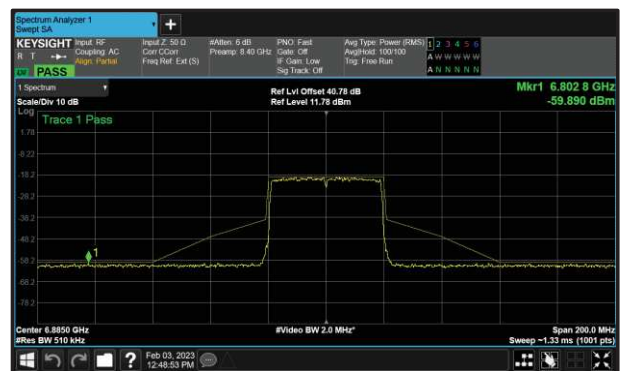 Spectrum Analyzer 1
Swept SA
+
KEYSIGHT Input: RF Input Z: 50 Ω #Atten: 6 dB PNO: Fast Avg Type: Power (RMS) 1 2 3 4 5 6
R T Coupling: AC Corr CCorr Preamp: 8.40 GHz Gate: Off Avg|Hold: 100/100 A W W W W W
Align: Partial Freq Ref: Ext (S) IF Gain: Low Trig: Free Run
PASS Sig Track: Off A N N N N N
1 Spectrum Ref Lvl Offset 40.78 dB Mkr1 6.802 8 GHz
Scale/Div 10 dB Ref Level 11.78 dBm -59.890 dBm
Log
Trace 1 Pass
1.78
-8.22
-18.2
-28.2
-38.2
-48.2
1
-58.2
-68.2
-78.2
Center 6.8850 GHz #Video BW 2.0 MHz* Span 200.0 MHz
#Res BW 510 kHz Sweep ~1.33 ms (1001 pts)
? Feb 03, 2023
12:48:53 PM